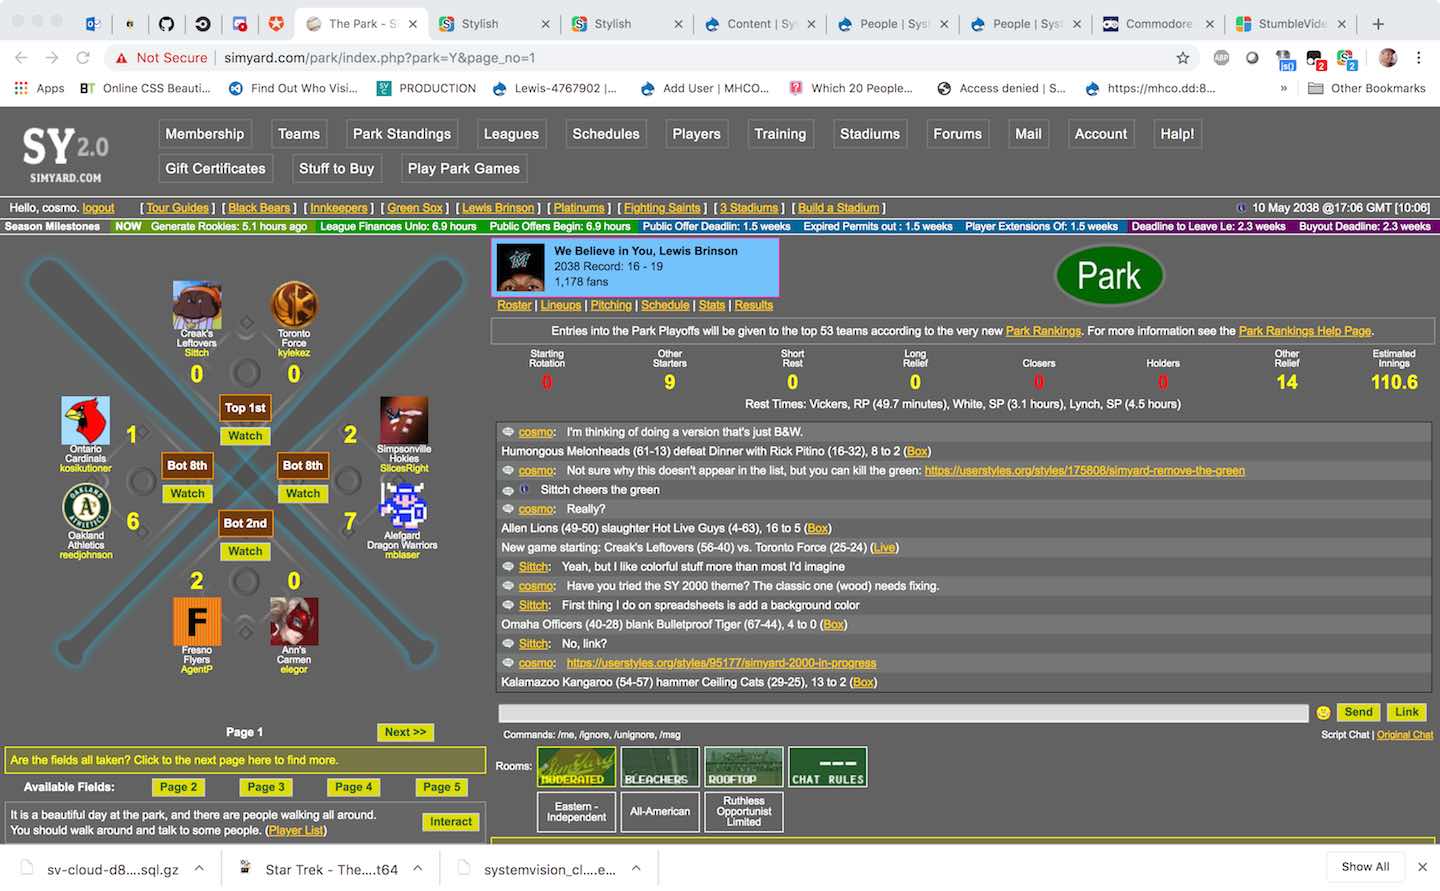 The Park - S
Stylish
Stylish
Content | Sys
People | Syst
People | Syst
Commodore
StumbleVide
Not Secure
simyard.com/park/index.php?park=Y&page_no=1
ABP
js()
2
2
Apps
BT Online CSS Beauti...
Find Out Who Visi...
SV C PRODUCTION
Lewis-4767902 |...
Add User | MHCO...
Which 20 People...
Access denied | S...
https://mhco.dd:8...
» Other Bookmarks
SY 2.0
SIMYARD.COM
Membership Teams Park Standings Leagues Schedules Players Training Stadiums Forums Mail Account Help!
Gift Certificates Stuff to Buy Play Park Games
Hello, cosmo. logout [ Tour Guides ] [ Black Bears ] [ Innkeepers ] [ Green Sox ] [ Lewis Brinson ] [ Platinums ] [ Fighting Saints ] [ 3 Stadiums ] [ Build a Stadium ]
10 May 2038 @17:06 GMT [10:06]
Season Milestones NOW Generate Rookies: 5.1 hours ago League Finances Unlo: 6.9 hours Public Offers Begin: 6.9 hours Public Offer Deadlin: 1.5 weeks Expired Permits out : 1.5 weeks Player Extensions Of: 1.5 weeks Deadline to Leave Le: 2.3 weeks Buyout Deadline: 2.3 weeks
Creak's
Leftovers
Sittch
0
Toronto
Force
kylekez
0
Top 1st
Watch
Ontario
Cardinals
kosikutioner
1
Oakland
Athletics
reedjohnson
6
Bot 8th
Watch
Simpsonville
Hokies
SlicesRight
2
Alefgard
Dragon Warriors
mblaser
7
Bot 8th
Watch
Bot 2nd
Watch
2
0
F
Fresno
Flyers
AgentP
Ann's
Carmen
elegor
Page 1
Next >>
Are the fields all taken? Click to the next page here to find more.
Available Fields: Page 2 Page 3 Page 4 Page 5
It is a beautiful day at the park, and there are people walking all around.
You should walk around and talk to some people. (Player List)
Interact
We Believe in You, Lewis Brinson
2038 Record: 16 - 19
1,178 fans
Roster | Lineups | Pitching | Schedule | Stats | Results
Park
Entries into the Park Playoffs will be given to the top 53 teams according to the very new Park Rankings. For more information see the Park Rankings Help Page.
Starting Rotation
0
Other Starters
9
Short Rest
0
Long Relief
0
Closers
0
Holders
0
Other Relief
14
Estimated Innings
110.6
Rest Times: Vickers, RP (49.7 minutes), White, SP (3.1 hours), Lynch, SP (4.5 hours)
cosmo: I'm thinking of doing a version that's just B&W.
Humongous Melonheads (61-13) defeat Dinner with Rick Pitino (16-32), 8 to 2 (Box)
cosmo: Not sure why this doesn't appear in the list, but you can kill the green: https://userstyles.org/styles/175808/simyard-remove-the-green
Sittch cheers the green
cosmo: Really?
Allen Lions (49-50) slaughter Hot Live Guys (4-63), 16 to 5 (Box)
New game starting: Creak's Leftovers (56-40) vs. Toronto Force (25-24) (Live)
Sittch: Yeah, but I like colorful stuff more than most I'd imagine
cosmo: Have you tried the SY 2000 theme? The classic one (wood) needs fixing.
Sittch: First thing I do on spreadsheets is add a background color
Omaha Officers (40-28) blank Bulletproof Tiger (67-44), 4 to 0 (Box)
Sittch: No, link?
cosmo: https://userstyles.org/styles/95177/simyard-2000-in-progress
Kalamazoo Kangaroo (54-57) hammer Ceiling Cats (29-25), 13 to 2 (Box)
Send
Link
Commands: /me, /ignore, /unignore, /msg
Script Chat | Original Chat
Rooms:
MODERATED
BLEACHERS
ROOFTOP
CHAT RULES
Eastern -
Independent
All-American
Ruthless
Opportunist
Limited
sv-cloud-d8....sql.gz
Star Trek - The....t64
systemvision_cl....e...
Show All